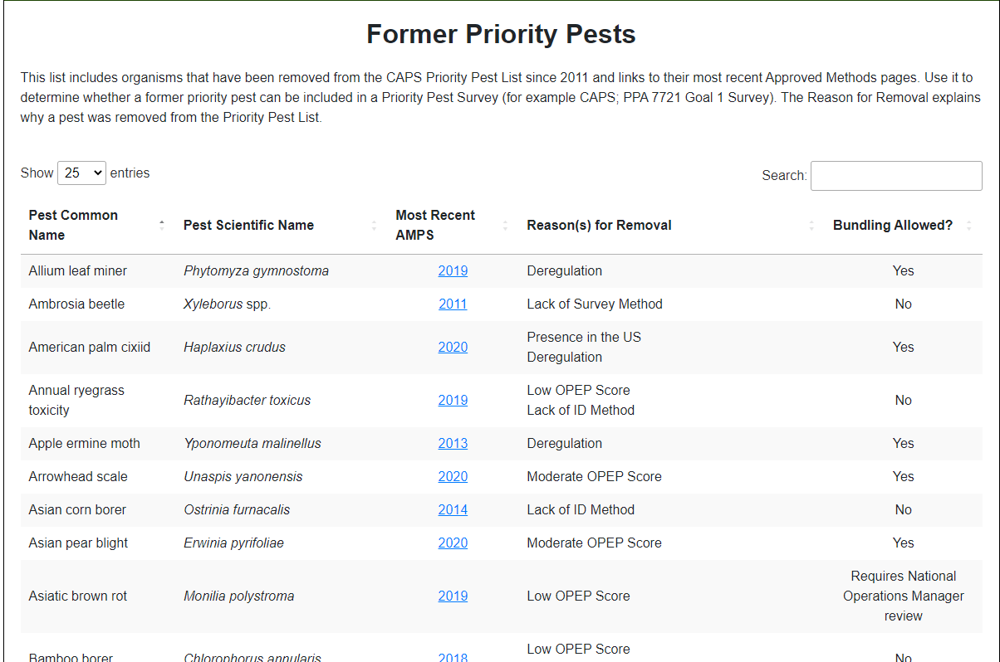 Former Priority Pests
This list includes organisms that have been removed from the CAPS Priority Pest List since 2011 and links to their most recent Approved Methods pages. Use it to
determine whether a former priority pest can be included in a Priority Pest Survey (for example CAPS; PPA 7721 Goal 1 Survey). The Reason for Removal explains
why a pest was removed from the Priority Pest List.
Show 25 entries
Search:
Pest Common
Name
Pest Scientific Name
Most Recent
AMPS
Reason(s) for Removal
Bundling Allowed?
Allium leaf miner Phytomyza gymnostoma 2019 Deregulation Yes
Ambrosia beetle Xyleborus spp. 2011 Lack of Survey Method No
American palm cixiid Haplaxius crudus 2020 Presence in the US
Deregulation Yes
Annual ryegrass
toxicity Rathayibacter toxicus 2019 Low OPEP Score
Lack of ID Method No
Apple ermine moth Yponomeuta malinellus 2013 Deregulation Yes
Arrowhead scale Unaspis yanonensis 2020 Moderate OPEP Score Yes
Asian corn borer Ostrinia furnacalis 2014 Lack of ID Method No
Asian pear blight Erwinia pyrifoliae 2020 Moderate OPEP Score Yes
Asiatic brown rot Monilia polystroma 2019 Low OPEP Score Requires National
Operations Manager
review
Bamboo borer Chlorophorus annularis 2018 Low OPEP Score No